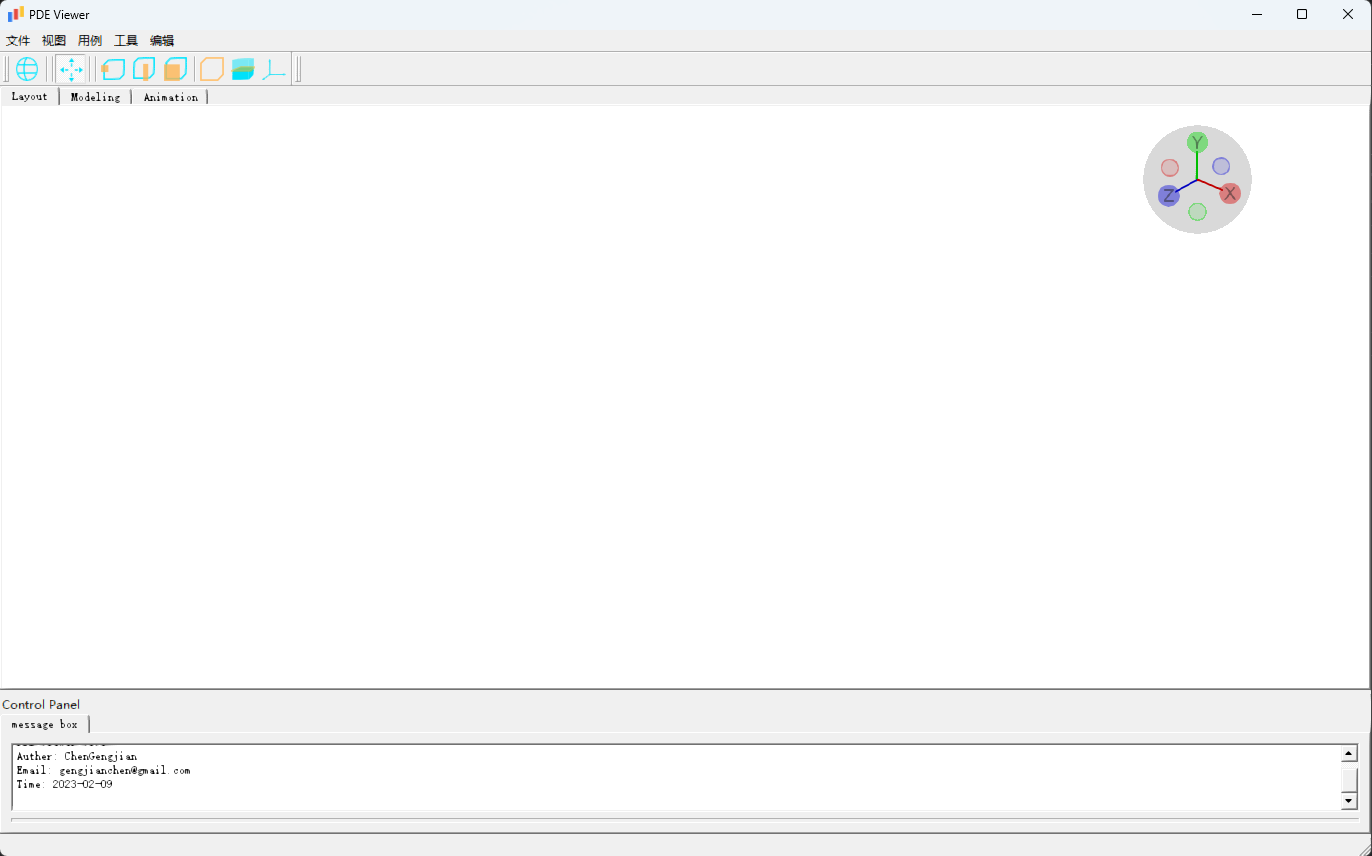 PDE Viewer
文件 视图 用例 工具 编辑
Layout Modeling Animation
Y
Z X
Control Panel
message box
Auther: ChenGengjian
Email: gengjianchen@gmail.com
Time: 2023-02-09